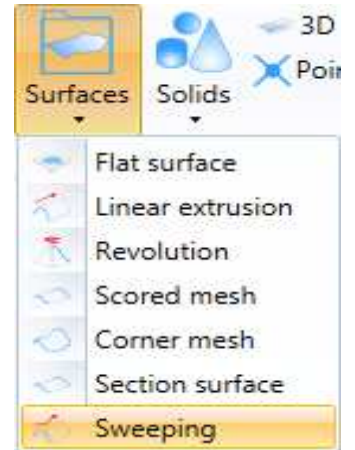 3D
Surfaces Solids
Flat surface
Linear extrusion
Revolution
Scored mesh
Corner mesh
Section surface
Sweeping